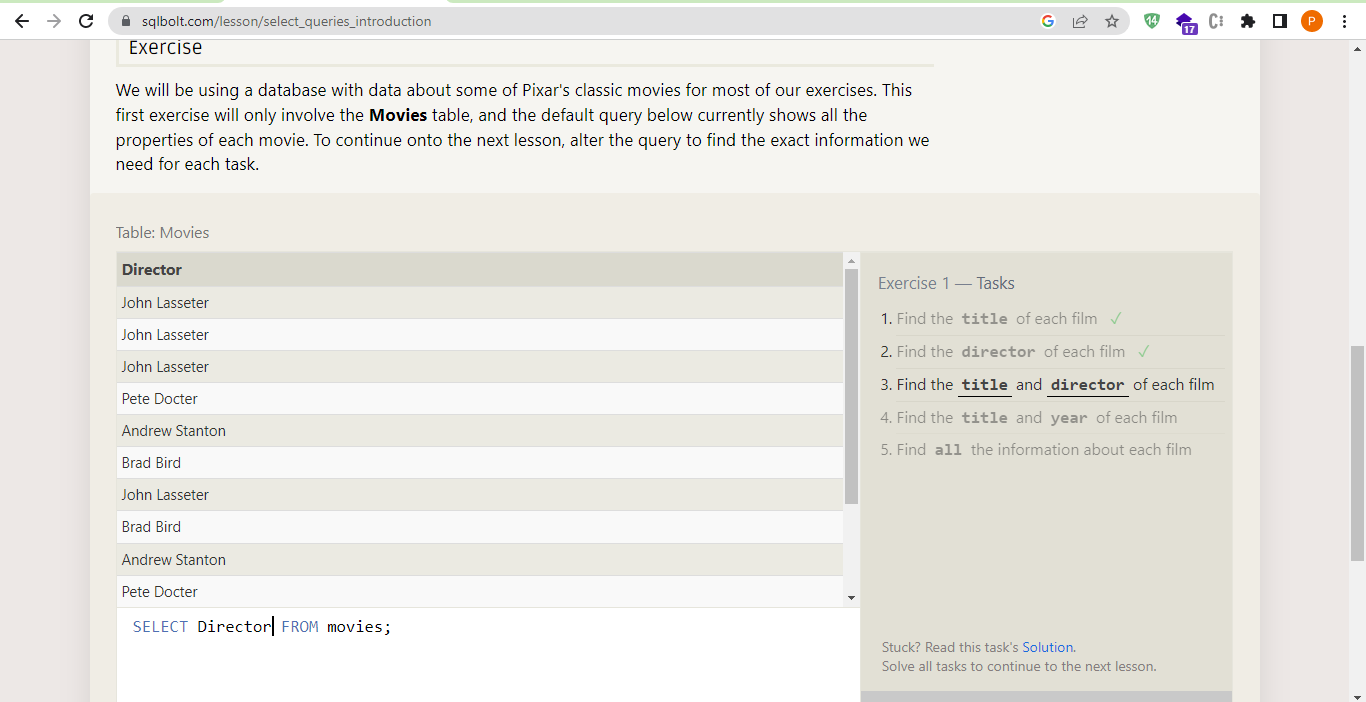 sqlbolt.com/lesson/select_queries_introduction
14
17
P
Exercise
We will be using a database with data about some of Pixar's classic movies for most of our exercises. This
first exercise will only involve the Movies table, and the default query below currently shows all the
properties of each movie. To continue onto the next lesson, alter the query to find the exact information we
need for each task.
Table: Movies
Director
John Lasseter
John Lasseter
John Lasseter
Pete Docter
Andrew Stanton
Brad Bird
John Lasseter
Brad Bird
Andrew Stanton
Pete Docter
SELECT Director FROM movies;
Exercise 1 — Tasks
1. Find the title of each film ✓
2. Find the director of each film ✓
3. Find the title and director of each film
4. Find the title and year of each film
5. Find all the information about each film
Stuck? Read this task's Solution.
Solve all tasks to continue to the next lesson.